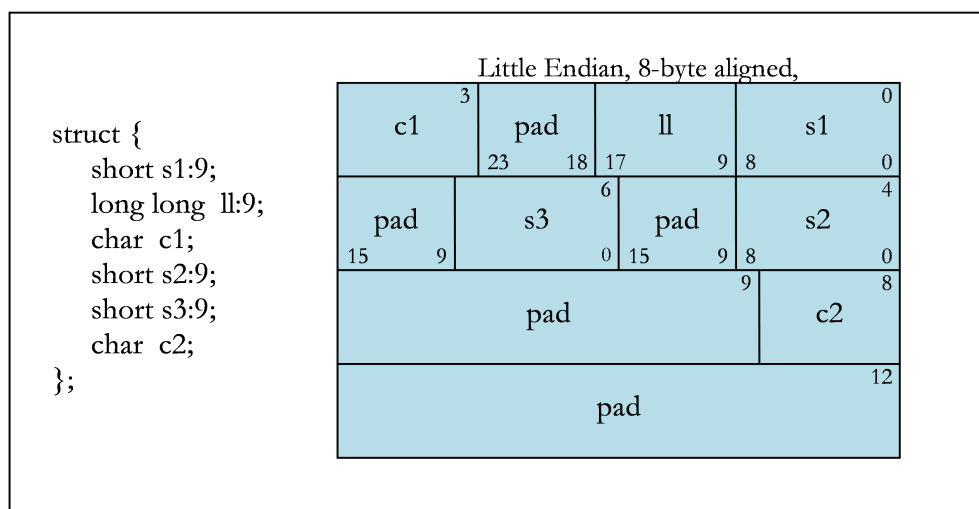 Little Endian, 8-byte aligned,
struct {
short s1:9;
long long ll:9;
char c1;
short s2:9;
short s3:9;
char c2;
};
3 0
c1 pad ll s1
23 18 17 9 8 0
6 4
pad s3 pad s2
15 9 0 15 9 8 0
9 8
pad c2
12
pad